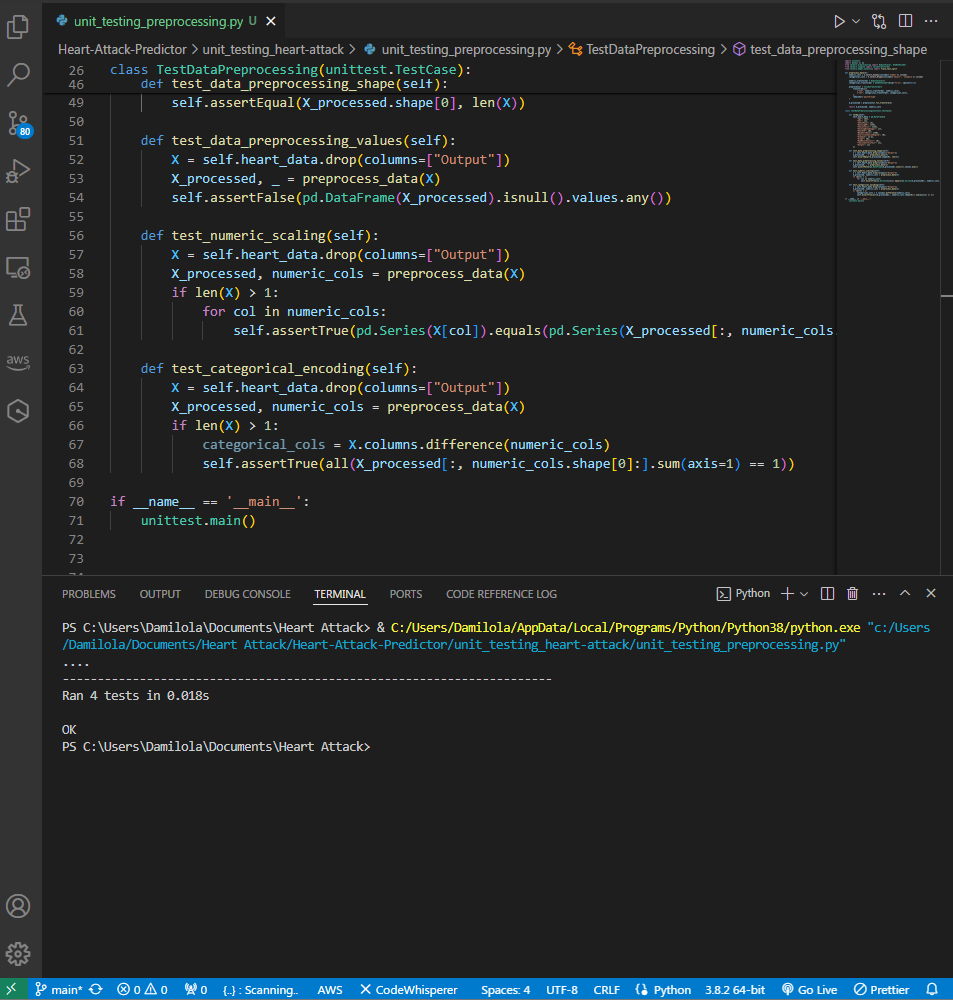 unit_testing_preprocessing.py U
Heart-Attack-Predictor > unit_testing_heart-attack > unit_testing_preprocessing.py > TestDataPreprocessing > test_data_preprocessing_shape
26 class TestDataPreprocessing(unittest.TestCase):
46 def test_data_preprocessing_shape(self):
49 self.assertEqual(X_processed.shape[0], len(X))
50
51 def test_data_preprocessing_values(self):
52 X = self.heart_data.drop(columns=["Output"])
53 X_processed, _ = preprocess_data(X)
54 self.assertFalse(pd.DataFrame(X_processed).isnull().values.any())
55
56 def test_numeric_scaling(self):
57 X = self.heart_data.drop(columns=["Output"])
58 X_processed, numeric_cols = preprocess_data(X)
59 if len(X) > 1:
60 for col in numeric_cols:
61 self.assertTrue(pd.Series(X[col]).equals(pd.Series(X_processed[:, numeric_cols.
62
63 def test_categorical_encoding(self):
64 X = self.heart_data.drop(columns=["Output"])
65 X_processed, numeric_cols = preprocess_data(X)
66 if len(X) > 1:
67 categorical_cols = X.columns.difference(numeric_cols)
68 self.assertTrue(all(X_processed[:, numeric_cols.shape[0]:].sum(axis=1) == 1))
69
70 if __name__ == '__main__':
71 unittest.main()
72
73
80
aws
PROBLEMS OUTPUT DEBUG CONSOLE TERMINAL PORTS CODE REFERENCE LOG Python
PS C:\Users\Damilola\Documents\Heart Attack> & C:/Users/Damilola/AppData/Local/Programs/Python/Python38/python.exe "c:/Users
/Damilola/Documents/Heart Attack/Heart-Attack-Predictor/unit_testing_heart-attack/unit_testing_preprocessing.py"
....
----------------------------------------------------------------------
Ran 4 tests in 0.018s

OK
PS C:\Users\Damilola\Documents\Heart Attack>
main* 0 0 0 {..} : Scanning.. AWS CodeWhisperer Spaces: 4 UTF-8 CRLF Python 3.8.2 64-bit Go Live Prettier